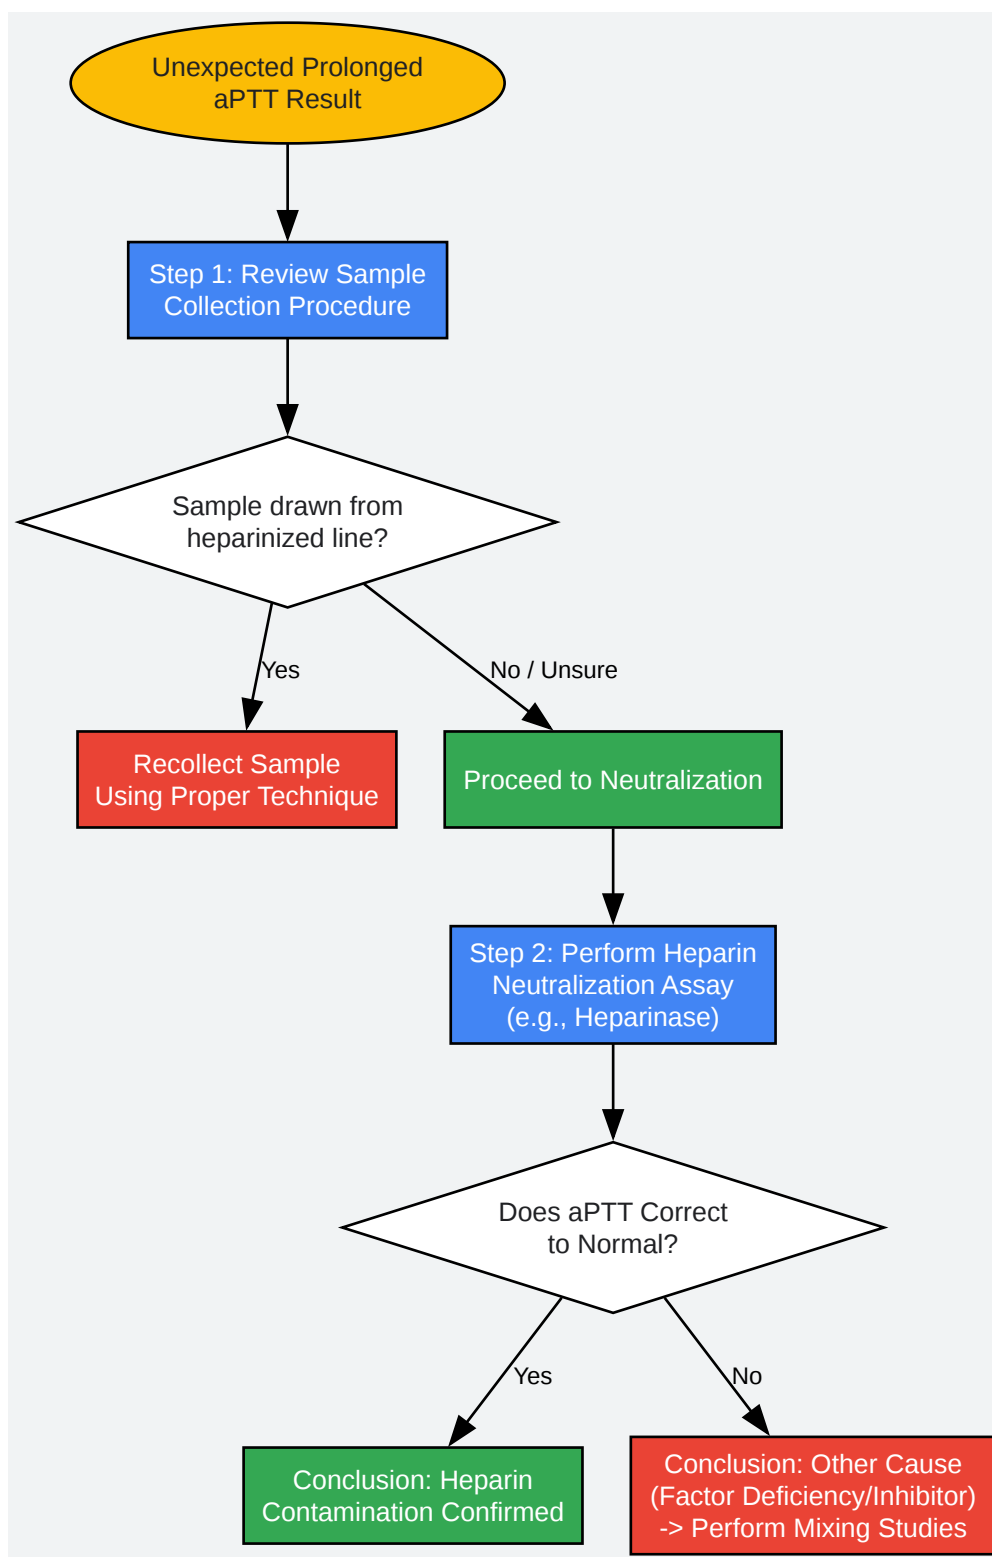 Unexpected Prolonged
aPTT Result
Step 1: Review Sample
Collection Procedure
Sample drawn from
heparinized line?
Yes
No / Unsure
Recollect Sample
Using Proper Technique
Proceed to Neutralization
Step 2: Perform Heparin
Neutralization Assay
(e.g., Heparinase)
Does aPTT Correct
to Normal?
Yes
No
Conclusion: Heparin
Contamination Confirmed
Conclusion: Other Cause
(Factor Deficiency/Inhibitor)
-> Perform Mixing Studies